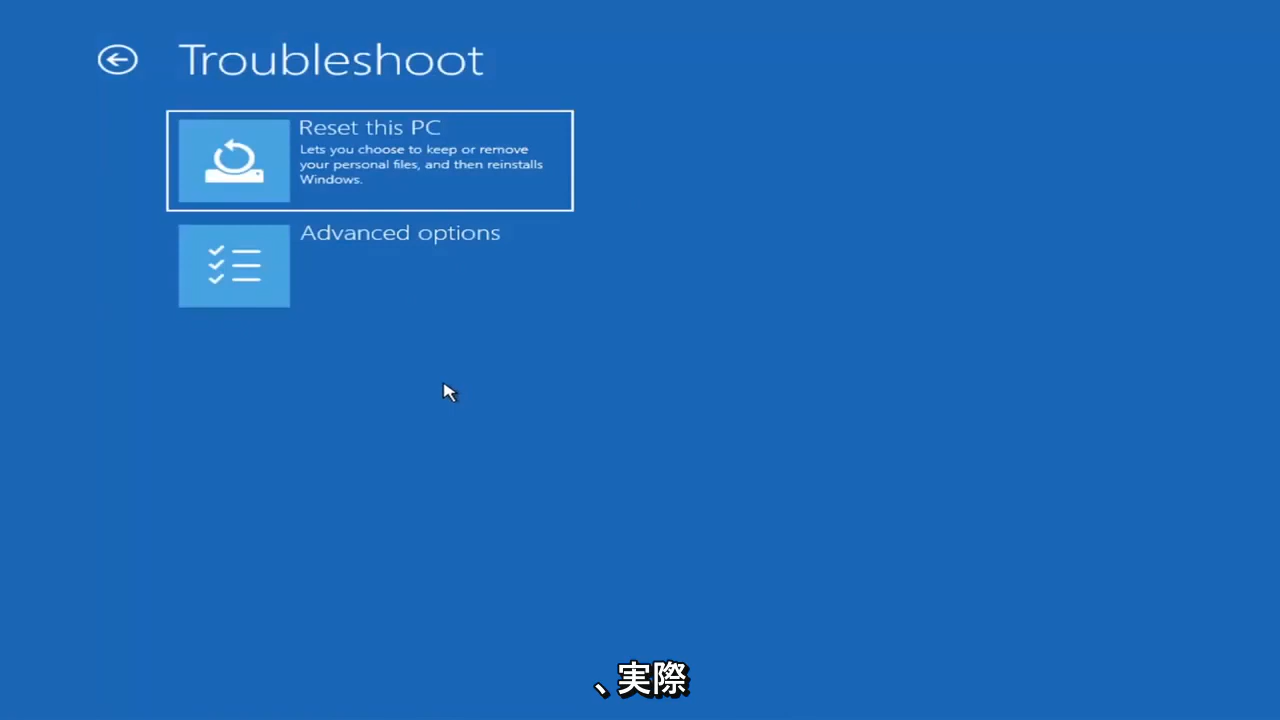 Troubleshoot
Reset this PC
Lets you choose to keep or remove
your personal files, and then reinstalls
Windows.
Advanced options
、実際